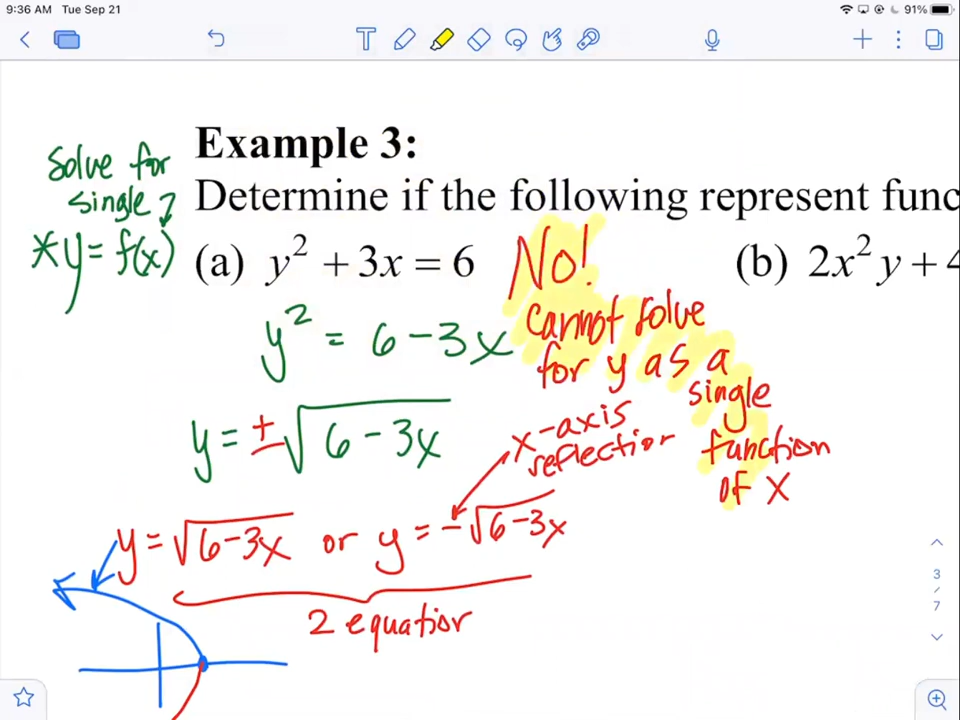 9:36 AM Tue Sep 21
91%
Example 3:
Determine if the following represent func
Solve for
single
*y = f(x)
(a) y² + 3x = 6
No!
(b) 2x²y + 4
cannot solve
for y as a
single
function
of x
y² = 6 - 3x
y = ±√(6 - 3x)
x-axis
reflection
y = √(6-3x) or y = -√(6-3x)
2 equation
3
/
7